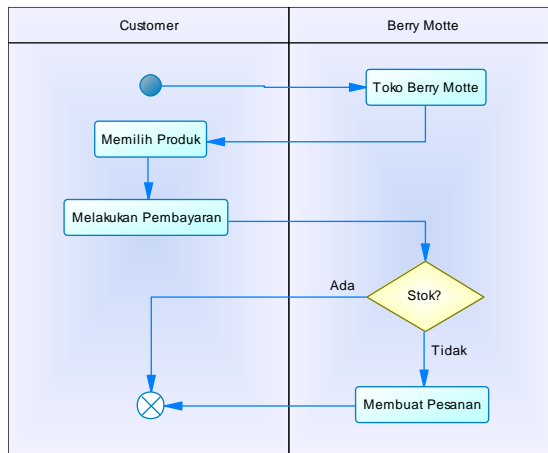 Customer
Berry Motte
Toko Berry Motte
Memilih Produk
Melakukan Pembayaran
Ada
Stok?
Tidak
Membuat Pesanan